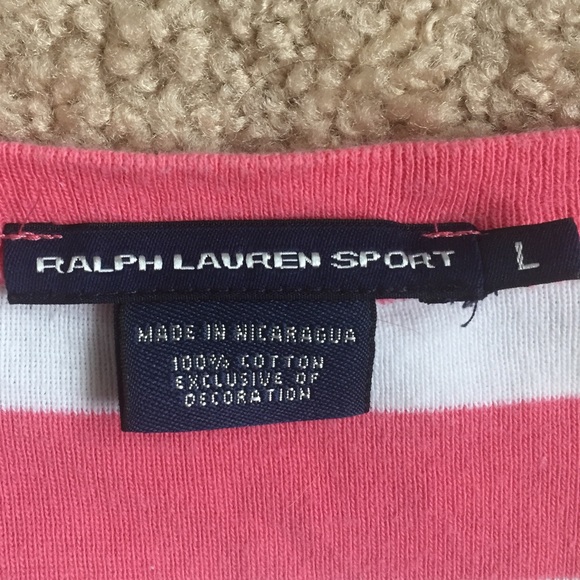 RALPH LAUREN SPORT
L
MADE IN NICARAGUA
100% COTTON
EXCLUSIVE OF
DECORATION